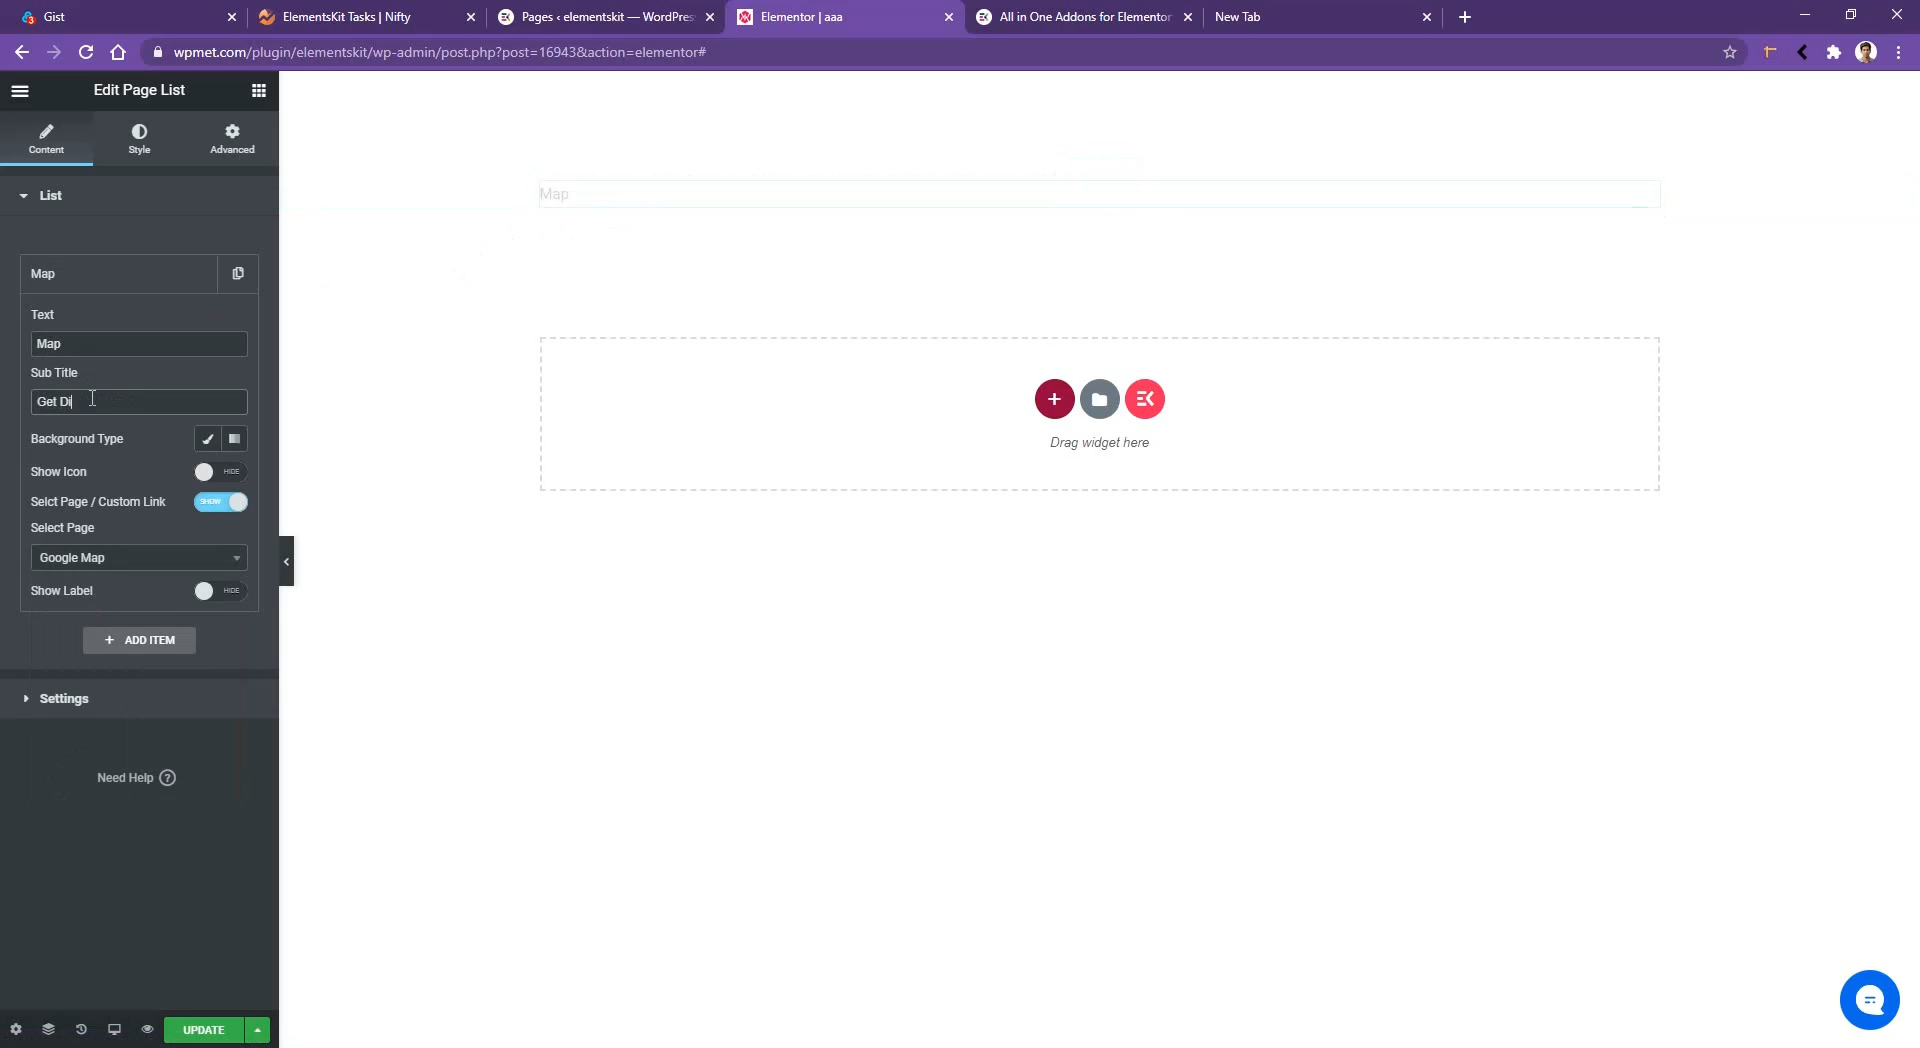 Gist
ElementsKit Tasks | Nifty
Pages ‹ elementskit — WordPres
Elementor | aaa
All in One Addons for Elementor
New Tab
wpmet.com/plugin/elementskit/wp-admin/post.php?post=16943&action=elementor#
Edit Page List
Content
Style
Advanced
List
Map
Map
Text
Map
Sub Title
Get Di
Background Type
Show Icon
HIDE
Selct Page / Custom Link
SHOW
Select Page
Google Map
Show Label
HIDE
+ ADD ITEM
Drag widget here
Settings
Need Help ?
UPDATE